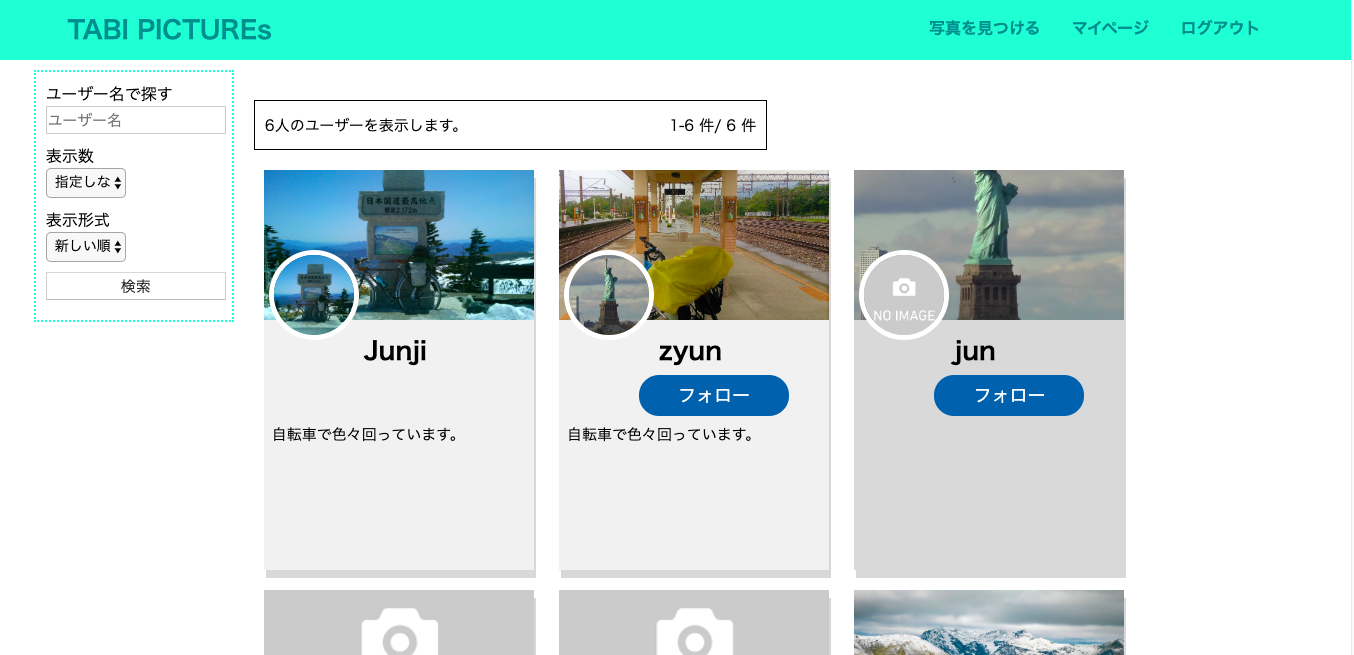 TABI PICTUREs
写真を見つける マイページ ログアウト
ユーザー名で探す
ユーザー名
表示数
指定しな
表示形式
新しい順
検索
6人のユーザーを表示します。 1-6 件/ 6 件
日本国道最高地点
標高2,172m
Junji
自転車で色々回っています。
zyun
フォロー
自転車で色々回っています。
NO IMAGE
jun
フォロー